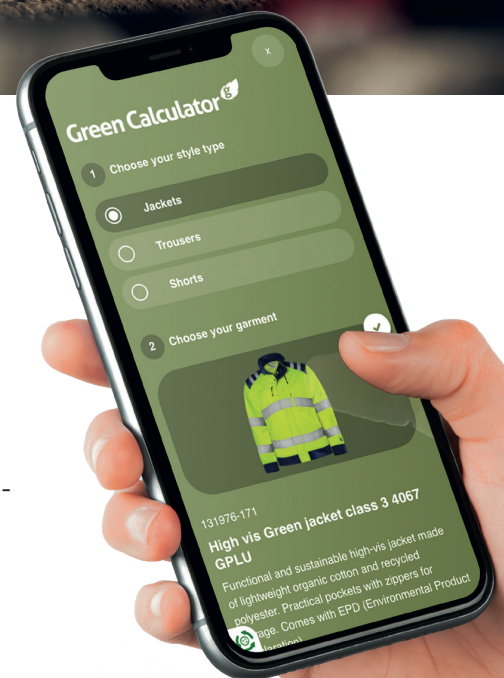 x
Green Calculator
g
1 Choose your style type
Jackets
Trousers
Shorts
2 Choose your garment
131976-171
High vis Green jacket class 3 4067
GPLU
Functional and sustainable high-vis jacket made
of lightweight organic cotton and recycled
polyester. Practical pockets with zippers for
Comes with EPD (Environmental Product
-